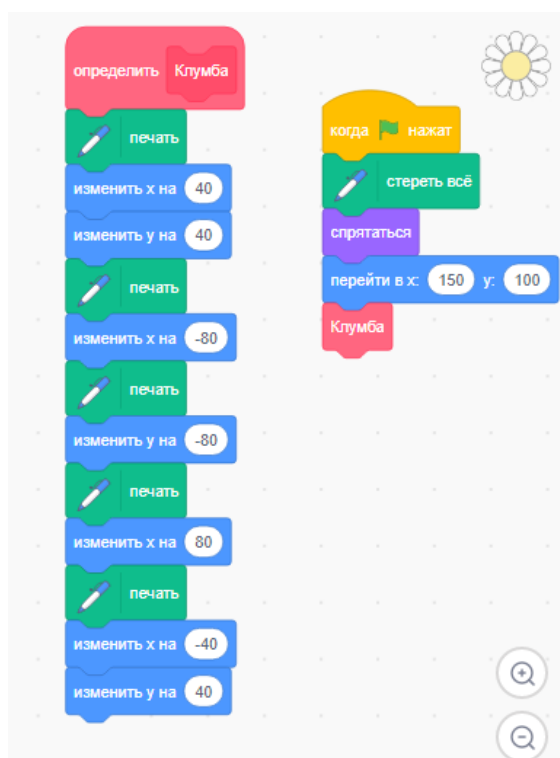 определить Клумба
печать
изменить x на 40
изменить y на 40
печать
изменить x на -80
печать
изменить y на -80
печать
изменить x на 80
печать
изменить x на -40
изменить y на 40
когда нажат
стереть всё
спрятаться
перейти в x: 150 y: 100
Клумба